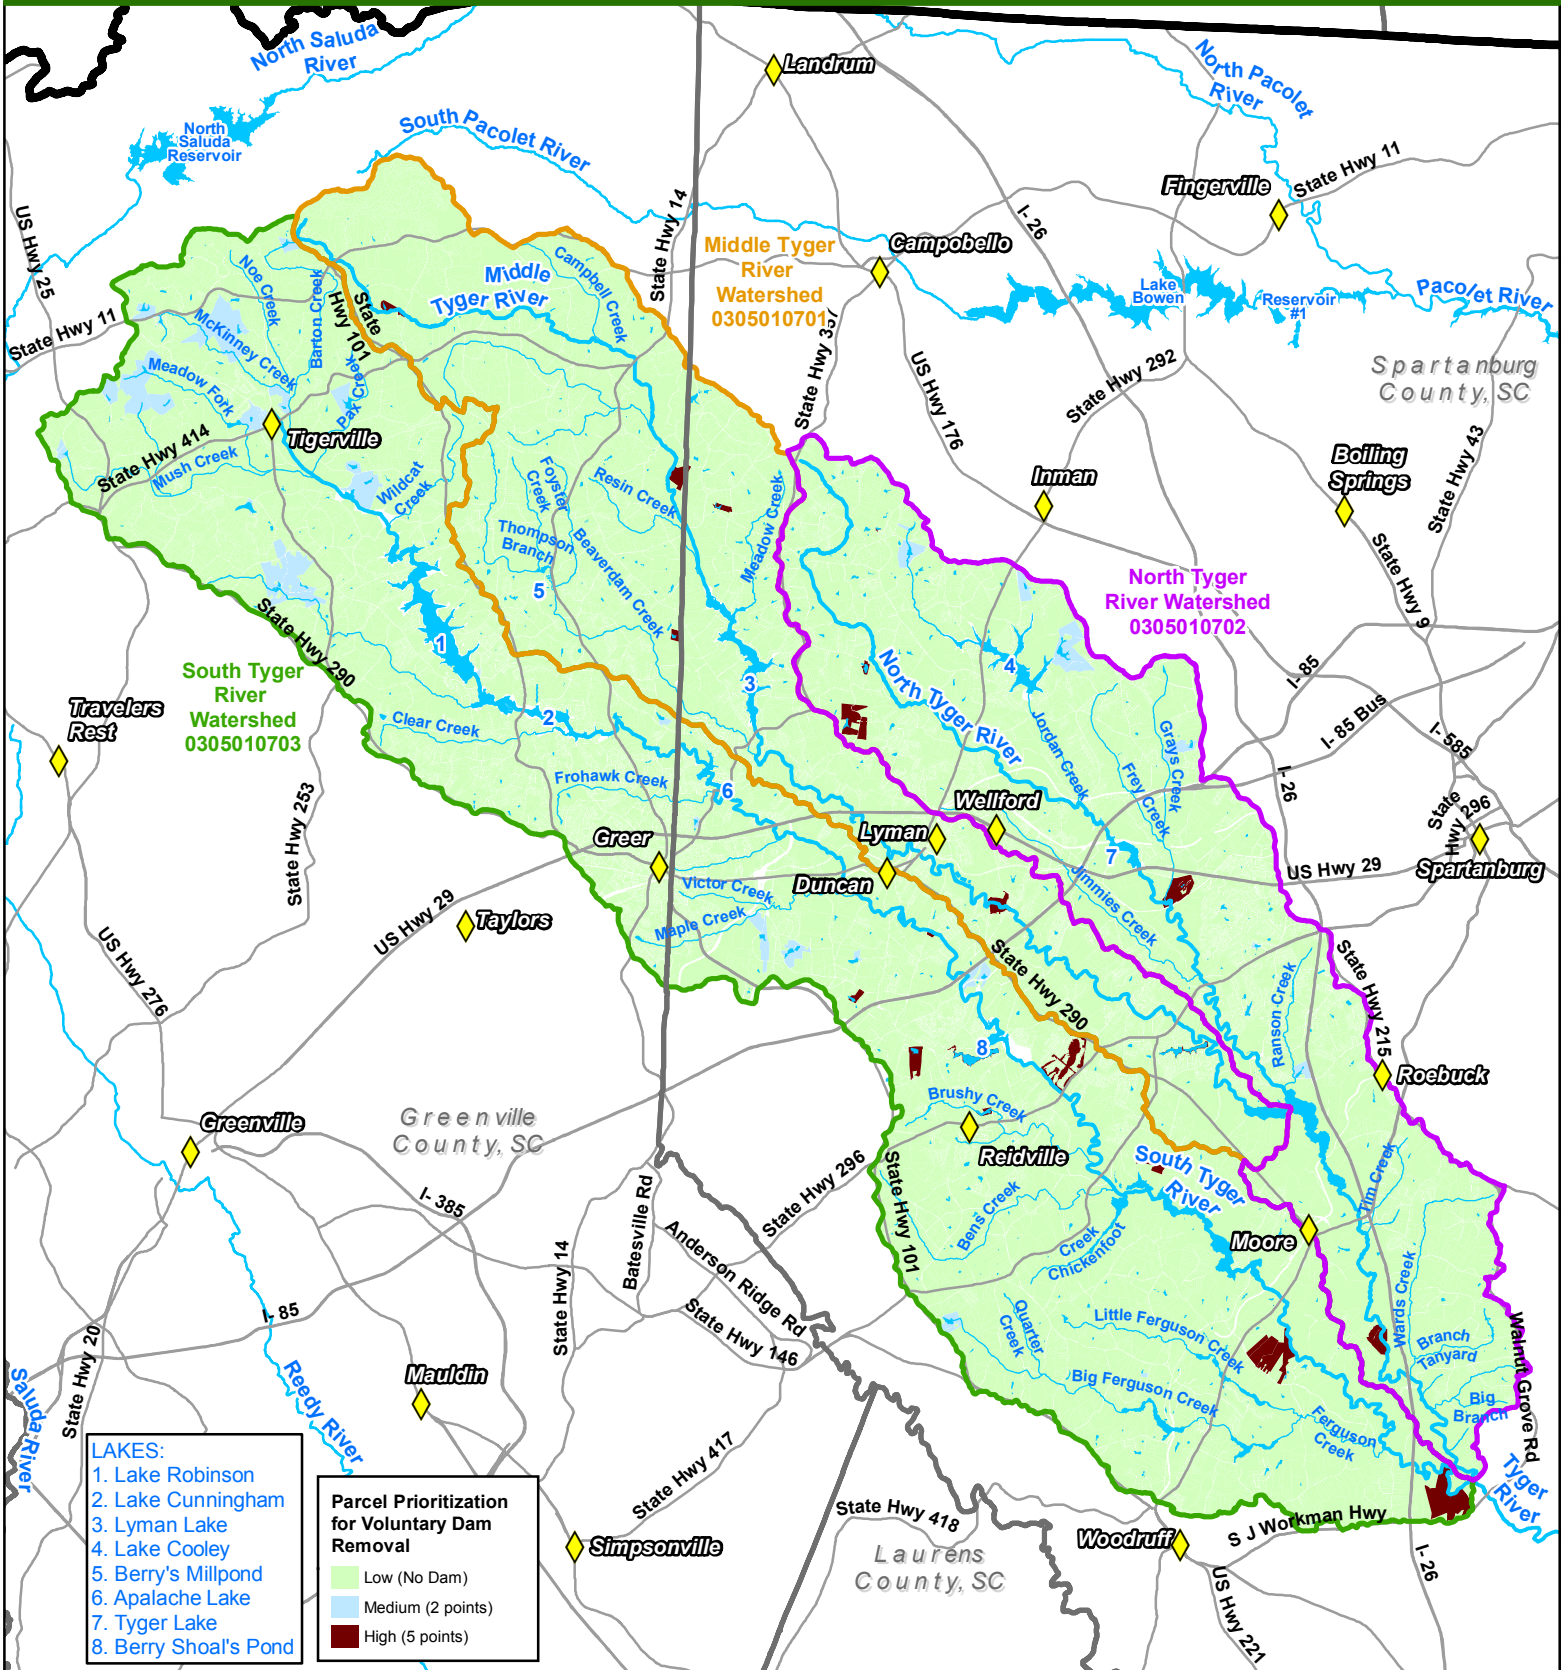 North Saluda
River
North
Saluda
Reservoir
South Pacolet River
Landrum
North Pacolet
River
Fingerville
State Hwy 11
US Hwy 25
State Hwy 14
I- 26
Campobello
Middle Tyger
River
Watershed
0305010701
Lake
Bowen
Reservoir
#1
Pacolet River
Noe Creek
Barton Creek
State
Hwy 101
Middle
Tyger River
Campbell Creek
State Hwy 11
McKinney Creek
Meadow Fork
Pax Creek
State Hwy 357
US Hwy 176
State Hwy 292
Spartanburg
County, SC
Tigerville
State Hwy 414
Mush Creek
Wildcat
Creek
Foyster
Creek
Resin Creek
Thompson
Branch
Beaverdam Creek
Meadow Creek
Inman
Boiling
Springs
State Hwy 43
State Hwy 9
5
1
North Tyger
River Watershed
0305010702
State Hwy 290
South Tyger
River
Watershed
0305010703
Travelers
Rest
Clear Creek
2
3
4
North Tyger River
Jordan Creek
Grays Creek
Frey Creek
I- 85
I- 85 Bus
I- 585
I- 26
State
Hwy 296
Frohawk Creek
6
State Hwy 253
Greer
Wellford
Lyman
Duncan
7
US Hwy 29
Spartanburg
Victor Creek
Maple Creek
Jimmies Creek
US Hwy 29
Taylors
US Hwy 276
State Hwy 290
Ranson Creek
State Hwy 215
8
Roebuck
Brushy Creek
Reidville
Greenville
Greenville
County, SC
I- 385
State Hwy 296
State Hwy 101
South Tyger
River
Tim Creek
Bens Creek
Creek
Chickenfoot
Moore
Batesville Rd
Anderson Ridge Rd
State Hwy 14
State Hwy 146
I- 85
State Hwy 20
Quarter
Creek
Little Ferguson Creek
Big Ferguson Creek
Ferguson
Creek
Wards Creek
Branch
Tanyard
Big
Branch
Walnut Grove Rd
Saluda River
Reedy River
Mauldin
State Hwy 417
Simpsonville
State Hwy 418
Laurens
County, SC
Woodruff
S J Workman Hwy
US Hwy 221
I- 26
Tyger
River
LAKES:
1. Lake Robinson
2. Lake Cunningham
3. Lyman Lake
4. Lake Cooley
5. Berry's Millpond
6. Apalache Lake
7. Tyger Lake
8. Berry Shoal's Pond
Parcel Prioritization
for Voluntary Dam
Removal
Low (No Dam)
Medium (2 points)
High (5 points)